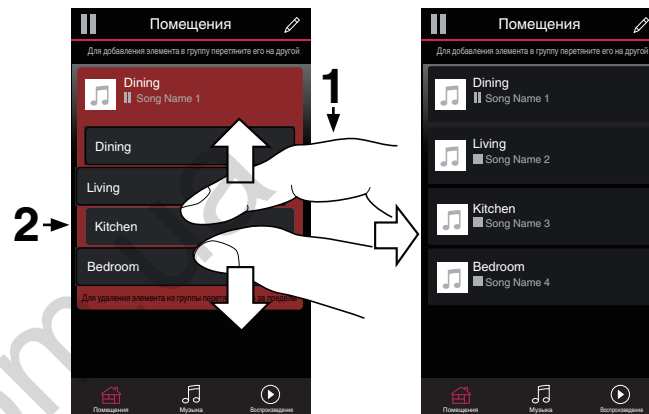 Помещения
Для добавления элемента в группу перетяните его на другой
Dining
Song Name 1
Dining
Living
Kitchen
Bedroom
Для удаления элемента из группы за пределы
Помещения
Музыка
Воспроизведение
1
2
Помещения
Для добавления элемента в группу перетяните его на другой
Dining
Song Name 1
Living
Song Name 2
Kitchen
Song Name 3
Bedroom
Song Name 4
Помещения
Музыка
Воспроизведение